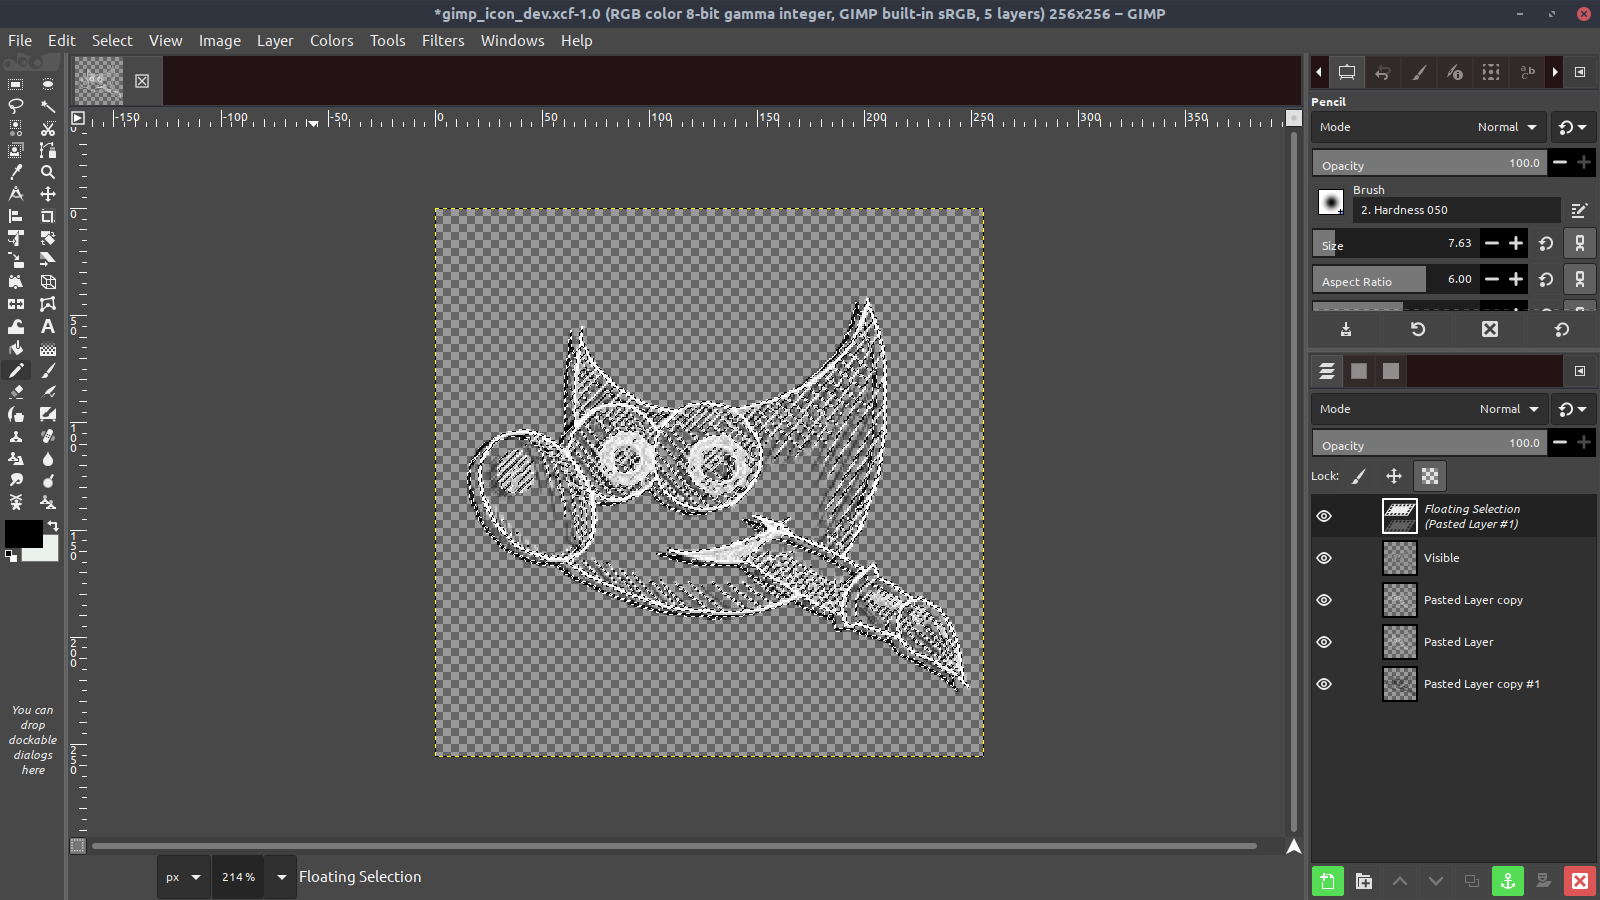 *gimp_icon_dev.xcf-1.0 (RGB color 8-bit gamma integer, GIMP built-in sRGB, 5 layers) 256x256 – GIMP
File Edit Select View Image Layer Colors Tools Filters Windows Help
-150 -100 -50 0 50 100 150 200 250 300 350
0
0
50
100
150
200
250
You can
drop
dockable
dialogs
here
px 214 % Floating Selection
Pencil
Mode Normal
Opacity 100.0
Brush
2. Hardness 050
Size 7.63
Aspect Ratio 6.00
Mode Normal
Opacity 100.0
Lock:
Floating Selection
(Pasted Layer #1)
Visible
Pasted Layer copy
Pasted Layer
Pasted Layer copy #1